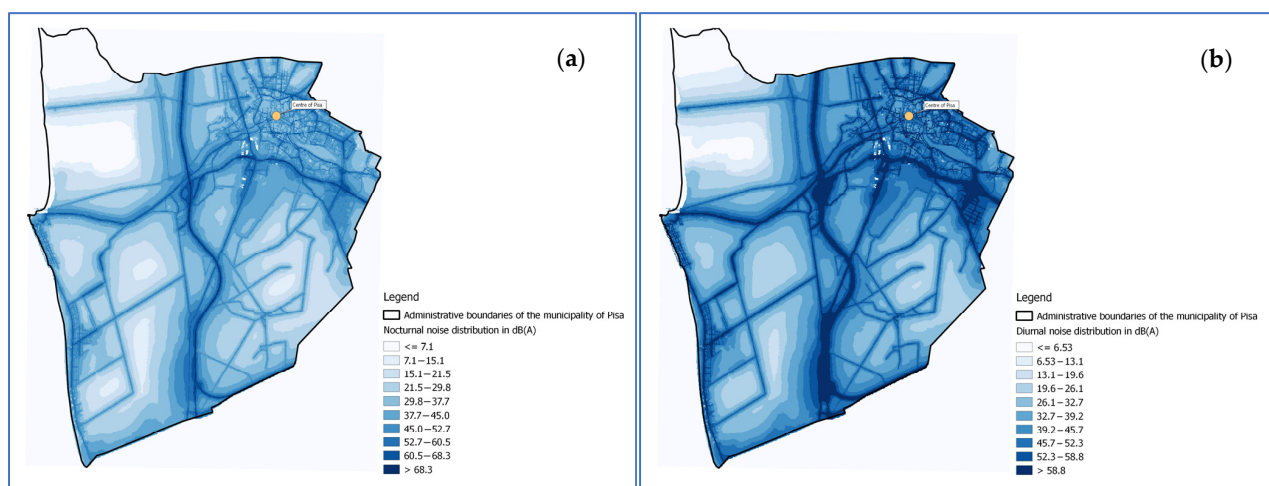 (a)
Centre of Pisa
Legend
Administrative boundaries of the municipality of Pisa
Nocturnal noise distribution in dB(A)
<= 7.1
7.1–15.1
15.1–21.5
21.5–29.8
29.8–37.7
37.7–45.0
45.0–52.7
52.7–60.5
60.5–68.3
> 68.3
(b)
Centre of Pisa
Legend
Administrative boundaries of the municipality of Pisa
Diurnal noise distribution in dB(A)
<= 6.53
6.53–13.1
13.1–19.6
19.6–26.1
26.1–32.7
32.7–39.2
39.2–45.7
45.7–52.3
52.3–58.8
> 58.8